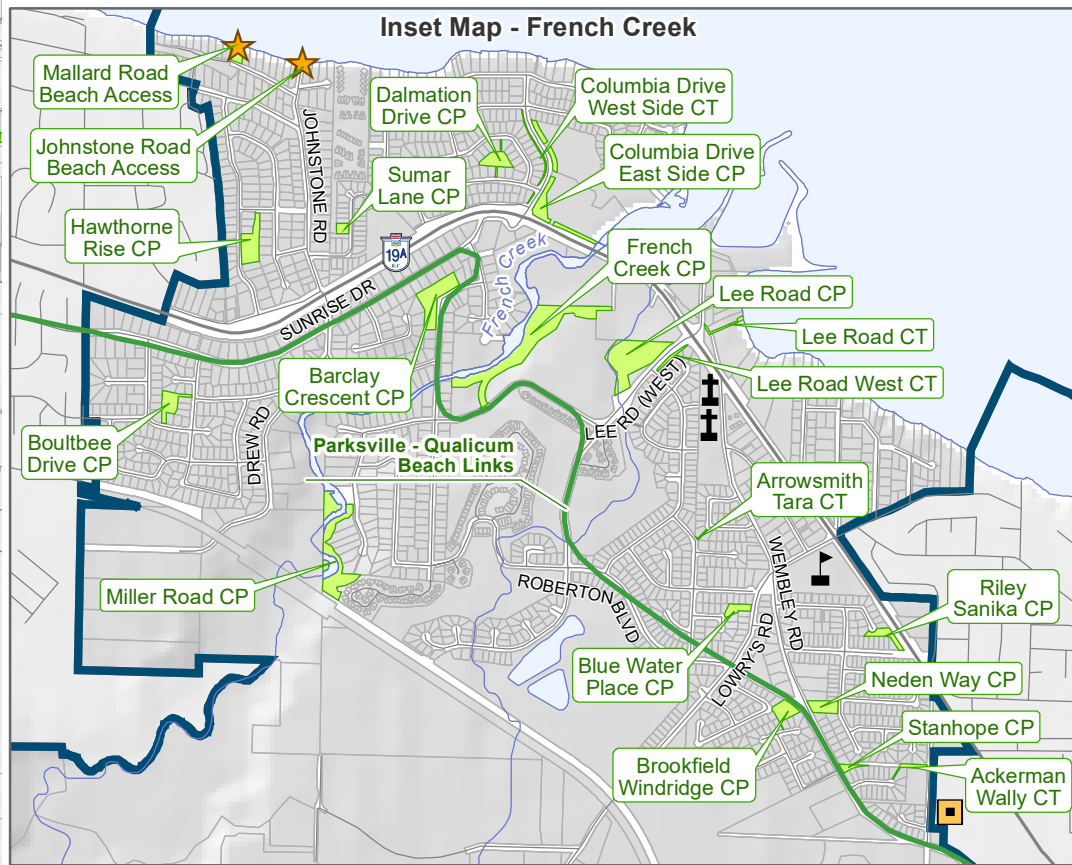 Inset Map - French Creek
Mallard Road
Beach Access
Johnstone Road
Beach Access
JOHNSTONE RD
Dalmation
Drive CP
Columbia Drive
West Side CT
Columbia Drive
East Side CP
Sumar
Lane CP
Hawthorne
Rise CP
19A
B.C.
French Creek
French
Creek CP
SUNRISE DR
Lee Road CP
Lee Road CT
Lee Road West CT
Barclay
Crescent CP
LEE RD (WEST)
Boultbee
Drive CP
DREW RD
Parksville - Qualicum
Beach Links
Arrowsmith
Tara CT
WEMBLEY RD
Miller Road CP
ROBERTON BLVD
Riley
Sanika CP
LOWRY'S RD
Blue Water
Place CP
Neden Way CP
Stanhope CP
Brookfield
Windridge CP
Ackerman
Wally CT